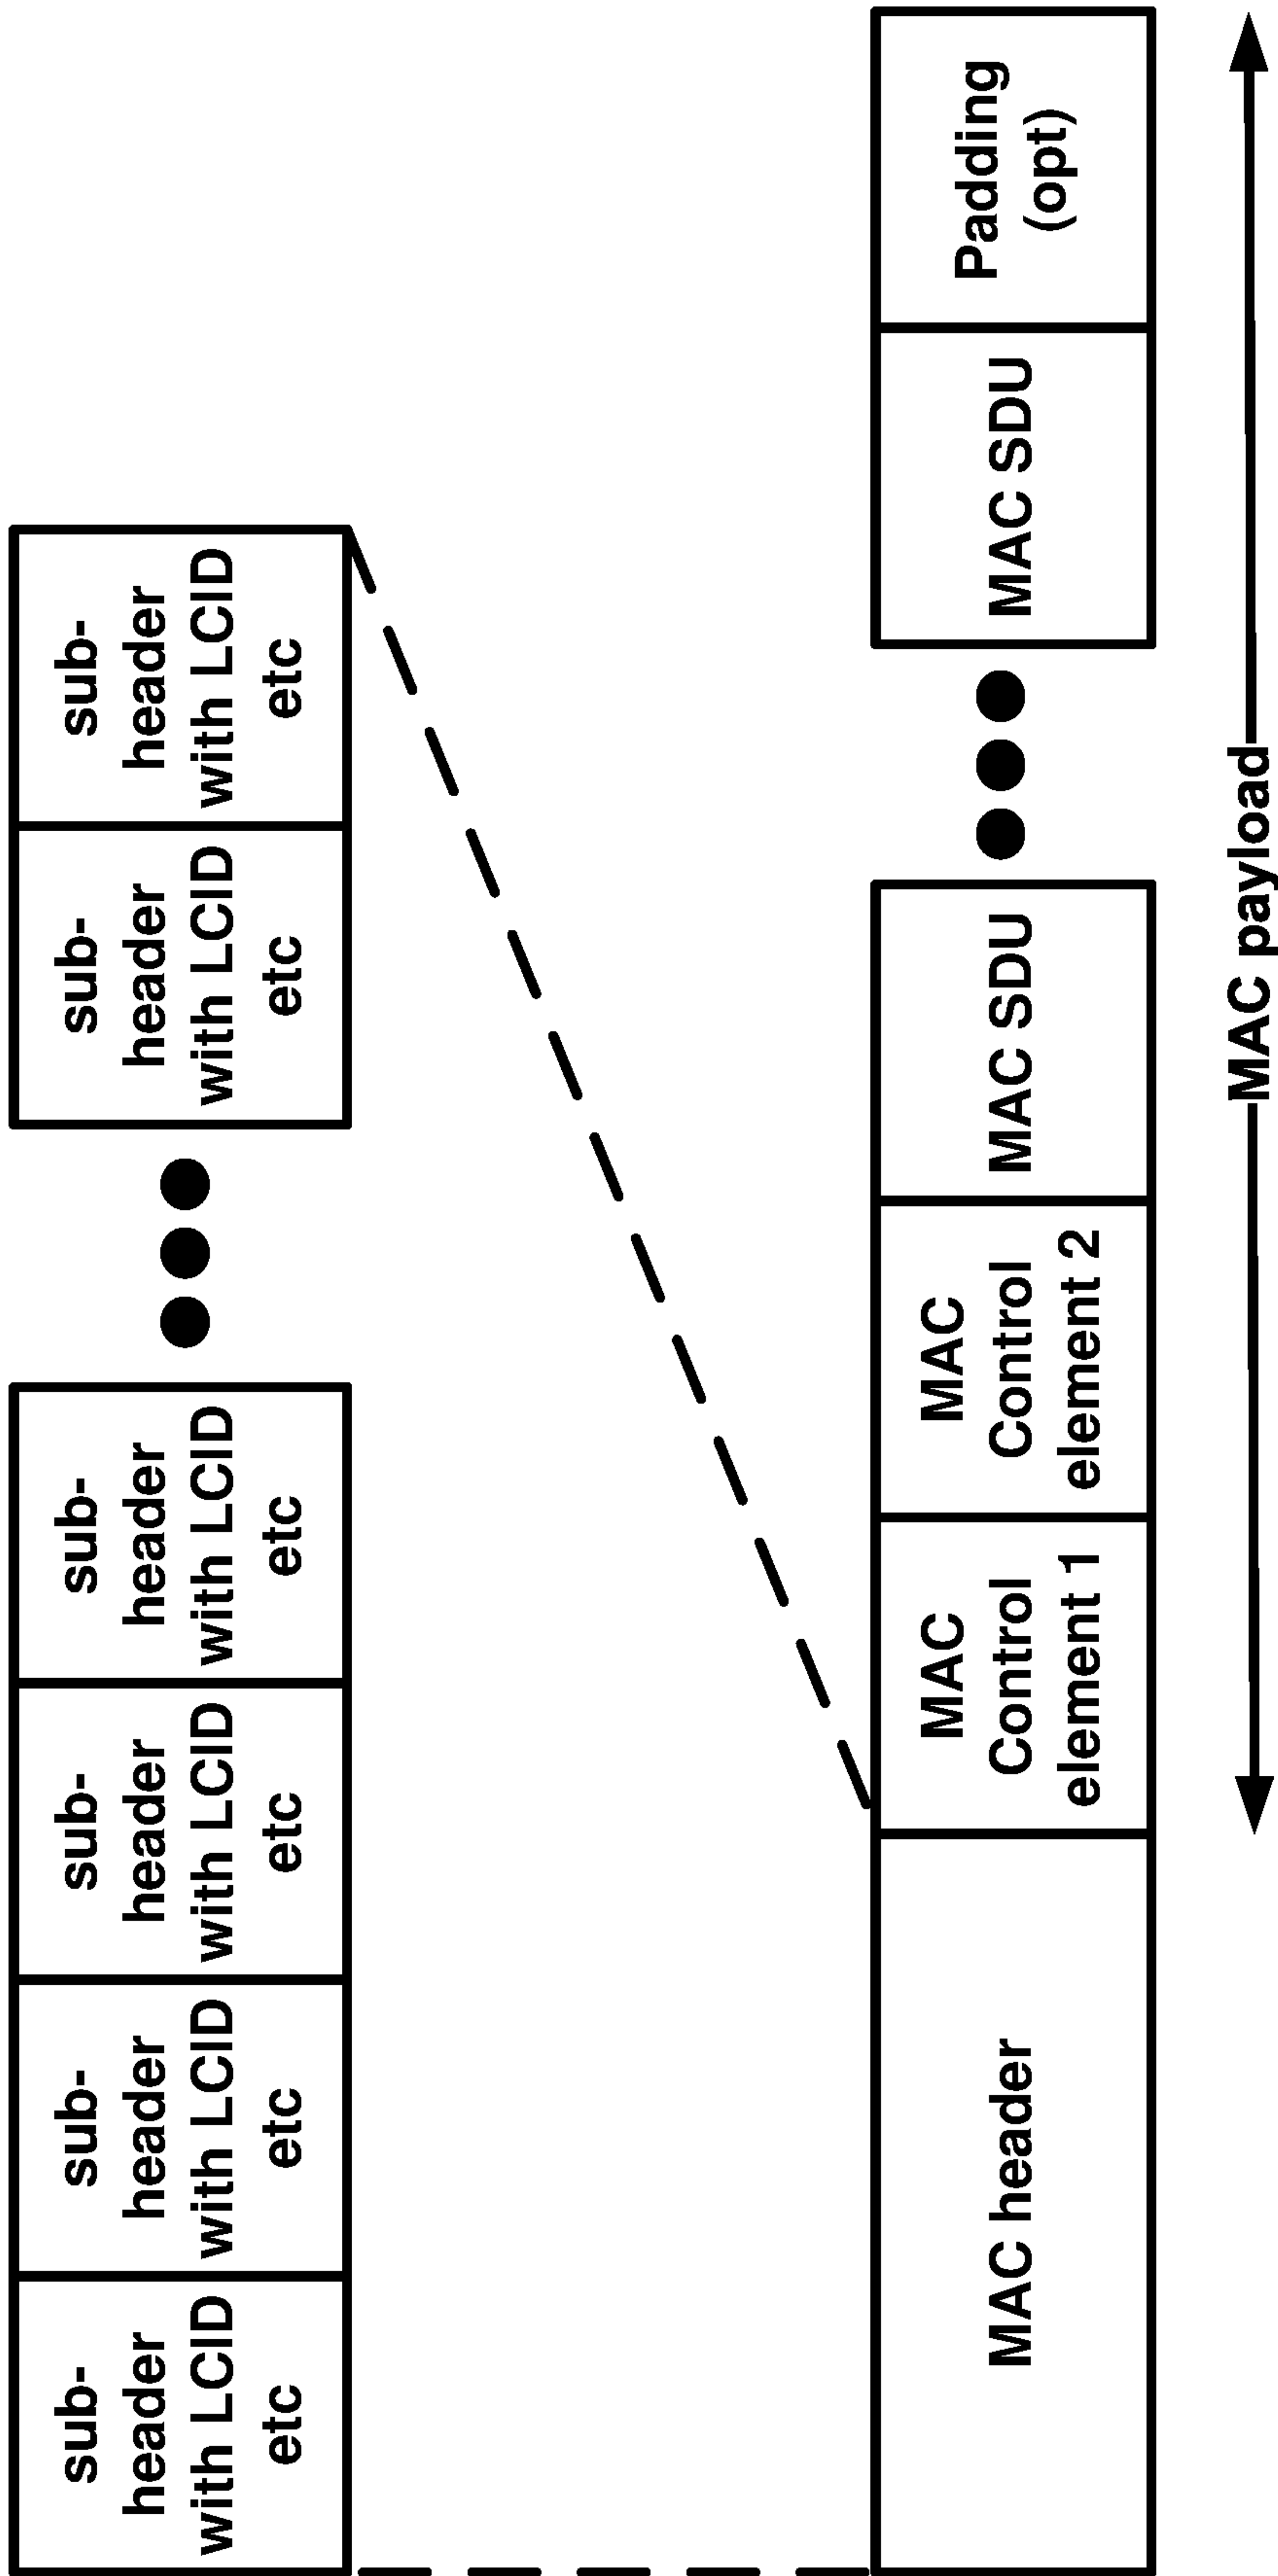 sub-
header
with LCID
etc
sub-
header
with LCID
etc
sub-
header
with LCID
etc
sub-
header
with LCID
etc
sub-
header
with LCID
etc
sub-
header
with LCID
etc
MAC header
MAC
Control
element 1
MAC
Control
element 2
MAC SDU
MAC SDU
Padding
(opt)
MAC payload